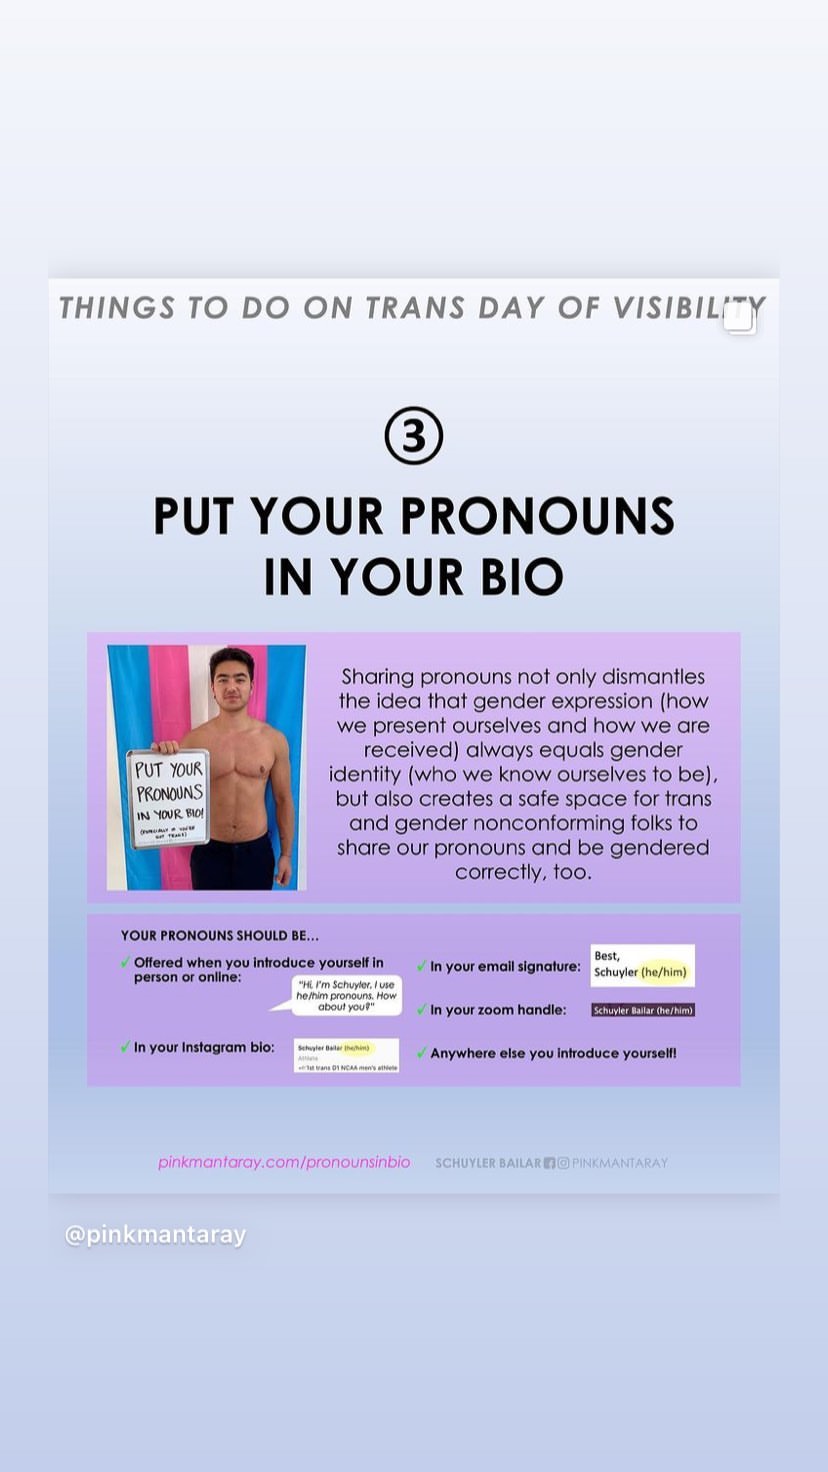 THINGS TO DO ON TRANS DAY OF VISIBILITY
3
PUT YOUR PRONOUNS
IN YOUR BIO
PUT YOUR
PRONOUNS
IN YOUR BIO!
(ESPECIALLY IF YOU'RE
NOT TRANS)
Sharing pronouns not only dismantles
the idea that gender expression (how
we present ourselves and how we are
received) always equals gender
identity (who we know ourselves to be),
but also creates a safe space for trans
and gender nonconforming folks to
share our pronouns and be gendered
correctly, too.
YOUR PRONOUNS SHOULD BE...
✓ Offered when you introduce yourself in
person or online:
"Hi, I'm Schuyler, I use
he/him pronouns. How
about you?"
✓ In your Instagram bio:
Schuyler Bailar (he/him)
Athlete
1st trans D1 NCAA men's athlete
✓ In your email signature:
Best,
Schuyler (he/him)
✓ In your zoom handle:
Schuyler Bailar (he/him)
✓ Anywhere else you introduce yourself!
pinkmantaray.com/pronounsinbio
SCHUYLER BAILAR PINKMANTARAY
@pinkmantaray